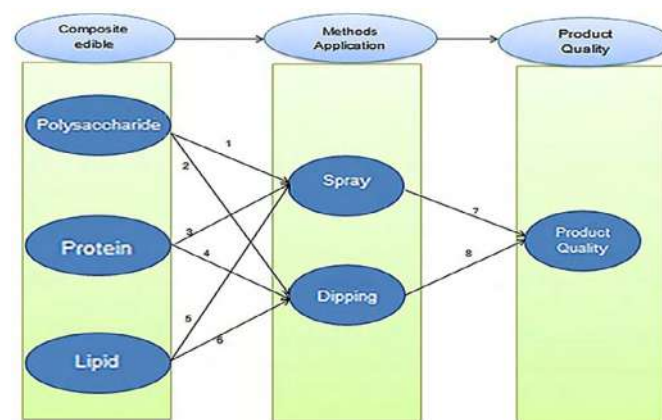 Composite
edible
Methods
Application
Product
Quality
Polysaccharide
Protein
Lipid
1
2
3
4
5
6
Spray
Dipping
7
8
Product
Quality